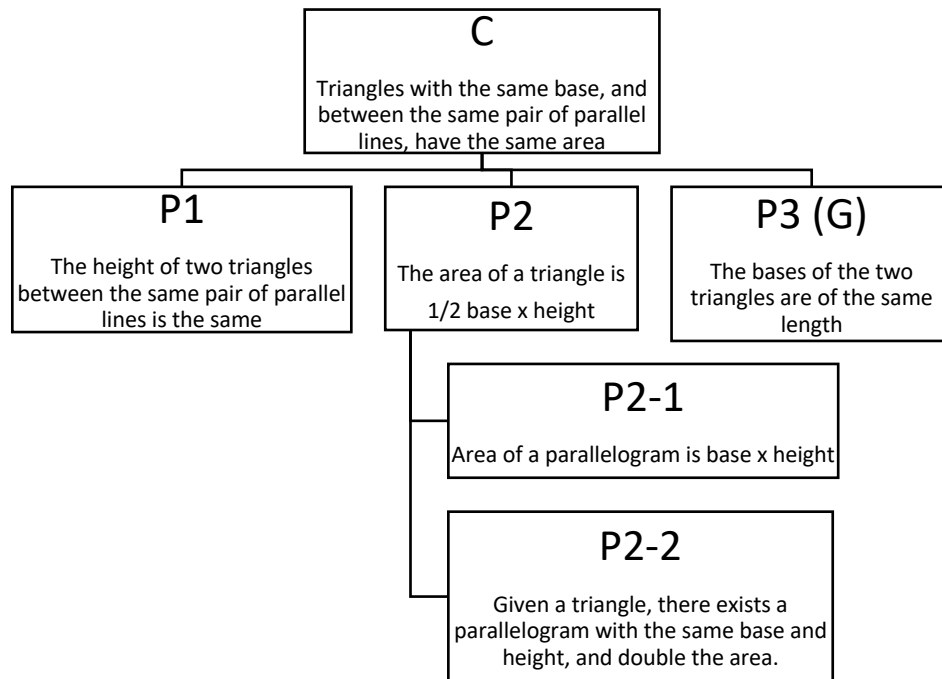 C
Triangles with the same base, and
between the same pair of parallel
lines, have the same area
P1
The height of two triangles
between the same pair of parallel
lines is the same
P2
The area of a triangle is
1/2 base x height
P3 (G)
The bases of the two
triangles are of the same
length
P2-1
Area of a parallelogram is base x height
P2-2
Given a triangle, there exists a
parallelogram with the same base and
height, and double the area.